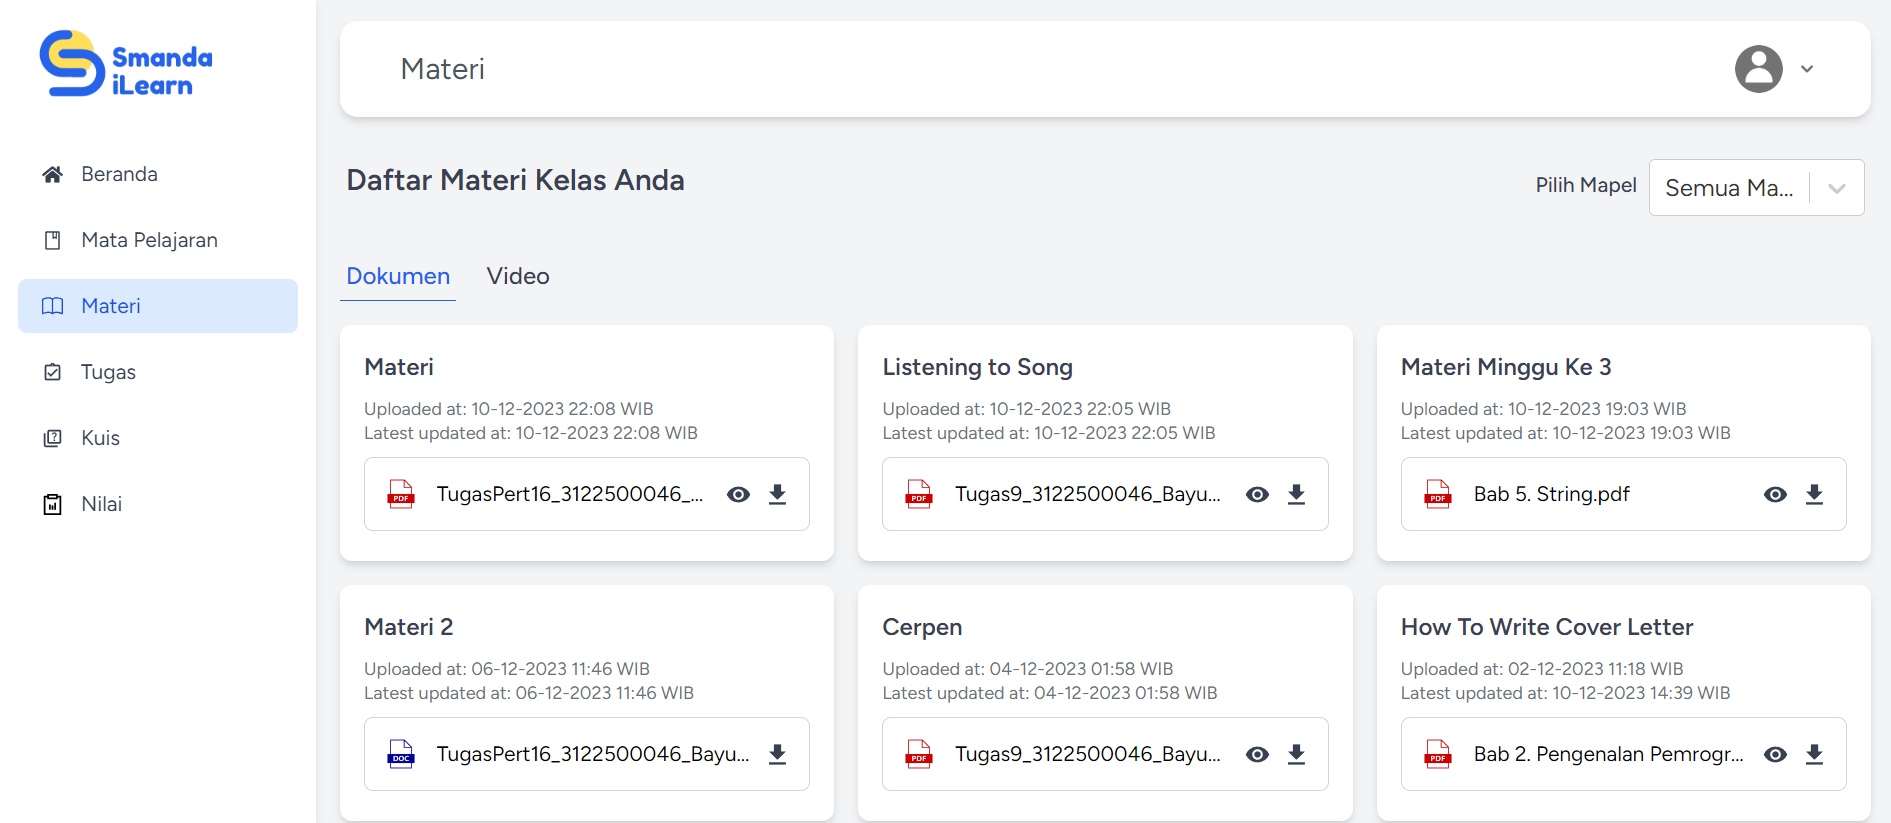 Smanda
iLearn
Beranda
Mata Pelajaran
Materi
Tugas
Kuis
Nilai
Materi
Daftar Materi Kelas Anda
Pilih Mapel
Semua Ma...
Dokumen
Video
Materi
Uploaded at: 10-12-2023 22:08 WIB
Latest updated at: 10-12-2023 22:08 WIB
PDF
TugasPert16_3122500046_...
Listening to Song
Uploaded at: 10-12-2023 22:05 WIB
Latest updated at: 10-12-2023 22:05 WIB
PDF
Tugas9_3122500046_Bayu...
Materi Minggu Ke 3
Uploaded at: 10-12-2023 19:03 WIB
Latest updated at: 10-12-2023 19:03 WIB
PDF
Bab 5. String.pdf
Materi 2
Uploaded at: 06-12-2023 11:46 WIB
Latest updated at: 06-12-2023 11:46 WIB
DOC
TugasPert16_3122500046_Bayu...
Cerpen
Uploaded at: 04-12-2023 01:58 WIB
Latest updated at: 04-12-2023 01:58 WIB
PDF
Tugas9_3122500046_Bayu...
How To Write Cover Letter
Uploaded at: 02-12-2023 11:18 WIB
Latest updated at: 10-12-2023 14:39 WIB
PDF
Bab 2. Pengenalan Pemrogr...